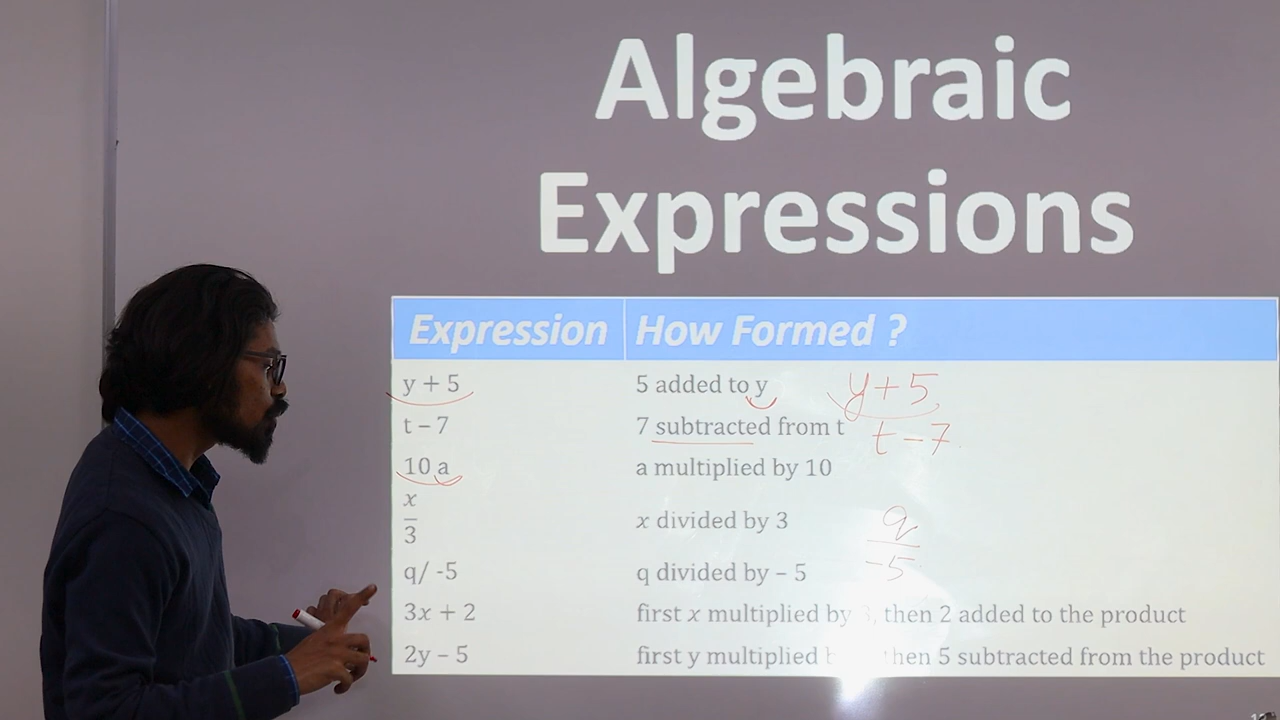 Algebraic
Expressions
Expression How Formed ?
y + 5 5 added to y y+5
t – 7 7 subtracted from t t-7
10 a a multiplied by 10
x/3 x divided by 3
q/-5
q/ -5 q divided by – 5
3x + 2 first x multiplied by 3, then 2 added to the product
2y – 5 first y multiplied then 5 subtracted from the product